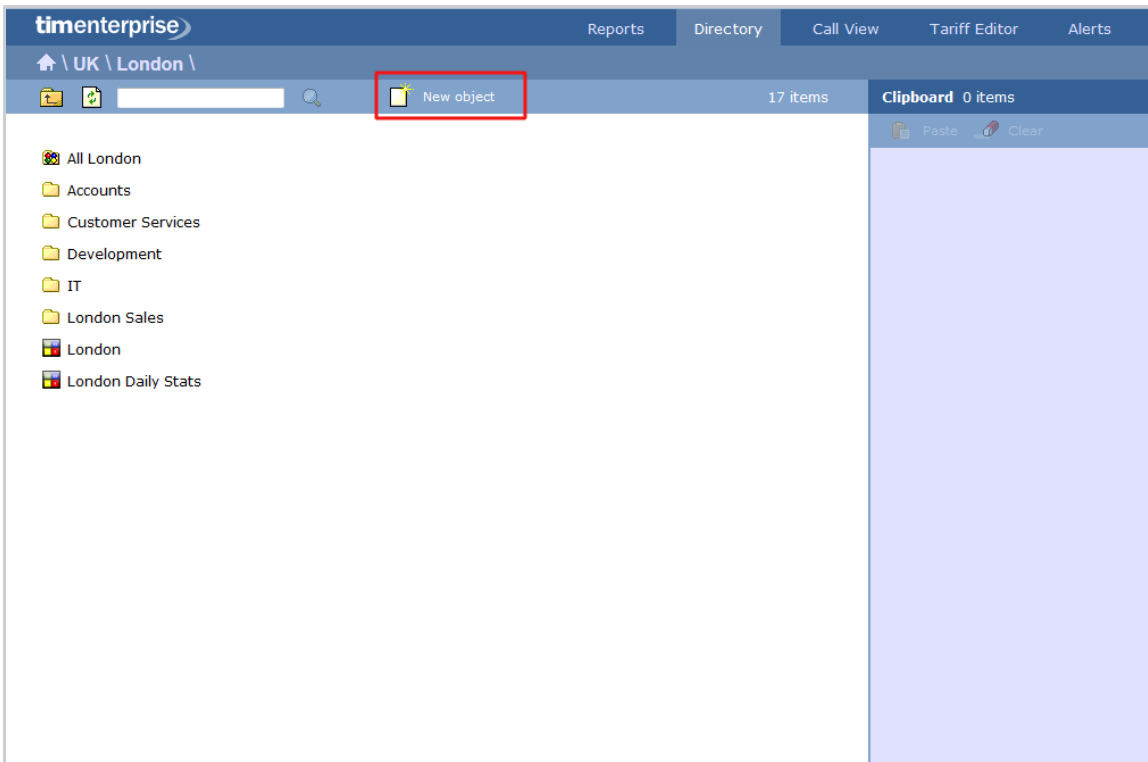 timenterprise
Reports Directory Call View Tariff Editor Alerts
\ UK \ London \
New object 17 items Clipboard 0 items
Paste Clear
All London
Accounts
Customer Services
Development
IT
London Sales
London
London Daily Stats